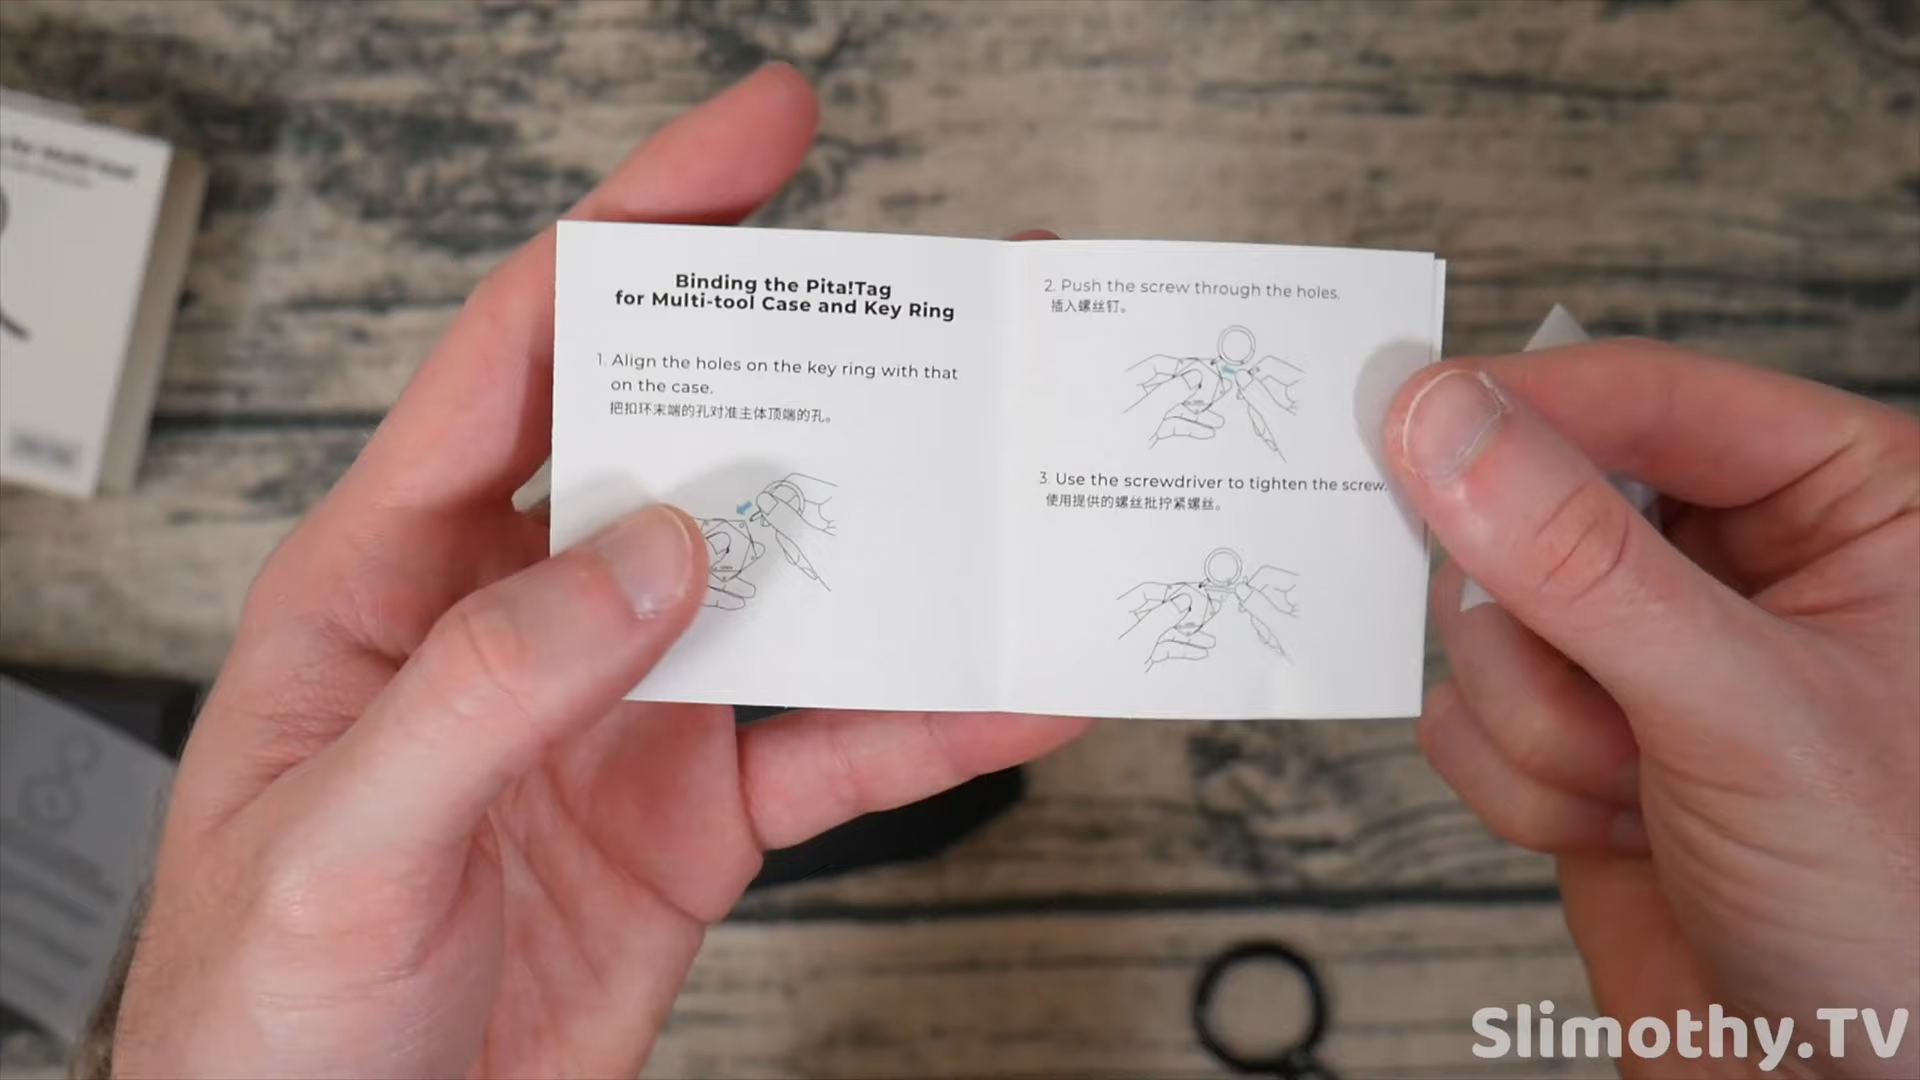 Binding the Pita!Tag
for Multi-tool Case and Key Ring
1. Align the holes on the key ring with that
on the case.
把扣环末端的孔对准主体顶端的孔。
2. Push the screw through the holes.
插入螺丝钉。
3. Use the screwdriver to tighten the screw.
使用提供的螺丝批拧紧螺丝。
for Multi-tool
Slimothy.TV